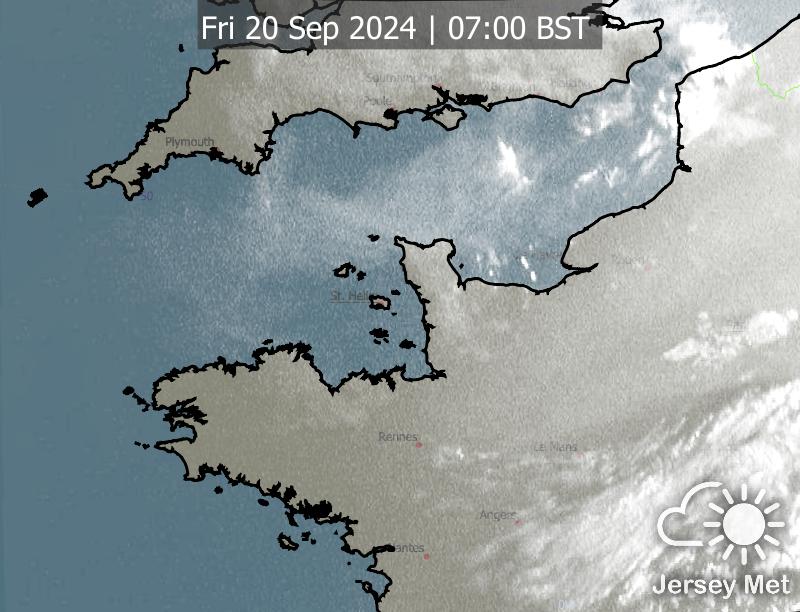 Fri 20 Sep 2024 | 07:00 BST
Southampton
Poole
Plymouth
50
St. Helier
Rennes
Le Mans
Angers
Nantes
Jersey Met